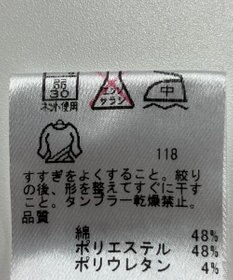 弱
30
ネット使用
エンソ
サラシ
中
118
すすぎをよくすること。絞り
の後、形を整えてすぐに干す
こと。タンブラー乾燥禁止。
品質
綿 48%
ポリエステル 48%
ポリウレタン 4%